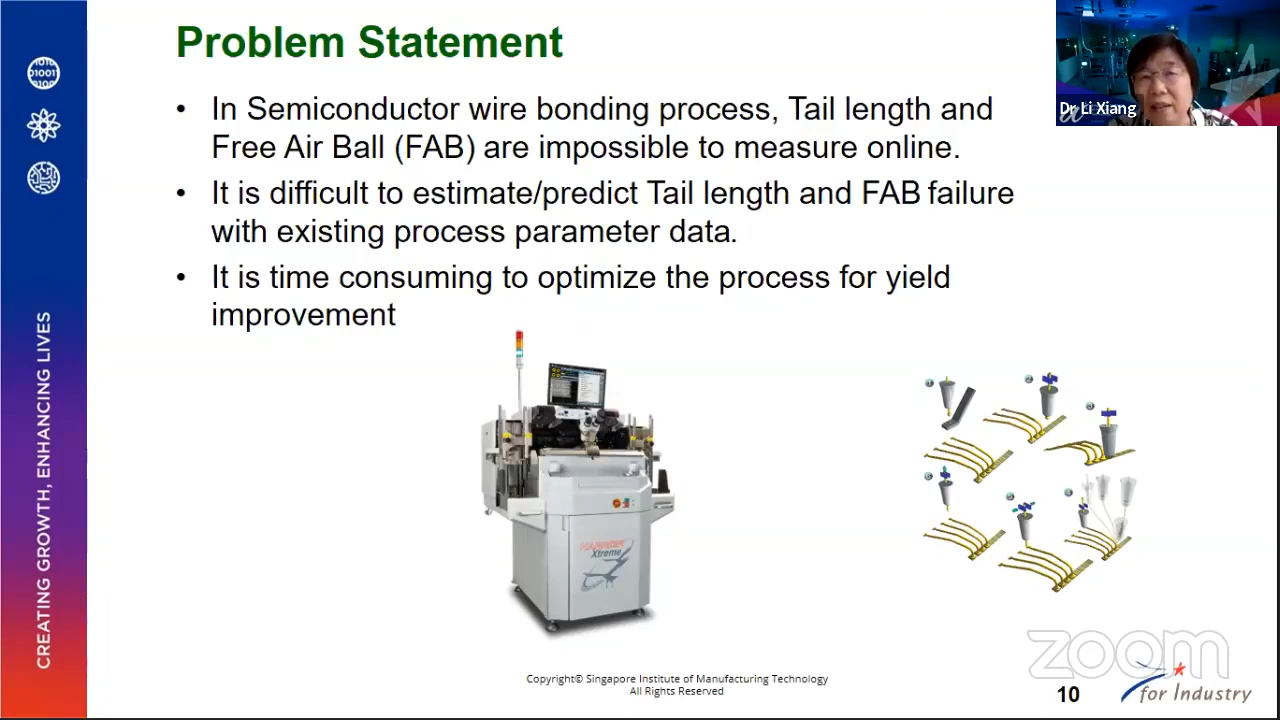 Problem Statement
Dr Li Xiang
• In Semiconductor wire bonding process, Tail length and
Free Air Ball (FAB) are impossible to measure online.
• It is difficult to estimate/predict Tail length and FAB failure
with existing process parameter data.
• It is time consuming to optimize the process for yield
improvement
CREATING GROWTH, ENHANCING LIVES
HARRIER
Xtreme
Copyright© Singapore Institute of Manufacturing Technology
All Rights Reserved
10
zoom
for Industry